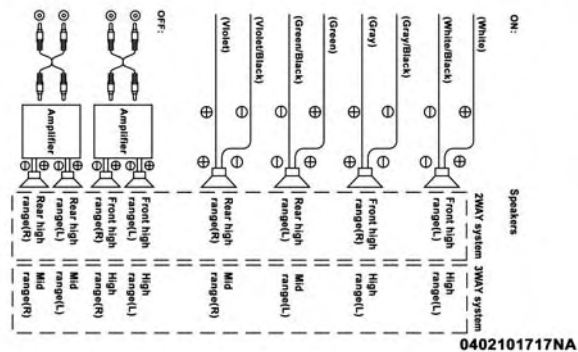 ON:
Speakers
2WAY system 3WAY system
(White)
Front high
range(L)
High
range(L)
(White/Black)
(Gray/Black)
Front high
range(R)
High
range(R)
(Gray)
(Green)
Rear high
range(L)
Mid
range(L)
(Green/Black)
(Violet/Black)
Rear high
range(R)
Mid
range(R)
(Violet)
OFF:
Amplifier
Front high
range(L)
High
range(L)
Front high
range(R)
High
range(R)
Amplifier
Rear high
range(L)
Mid
range(L)
Rear high
range(R)
Mid
range(R)
0402101717NA